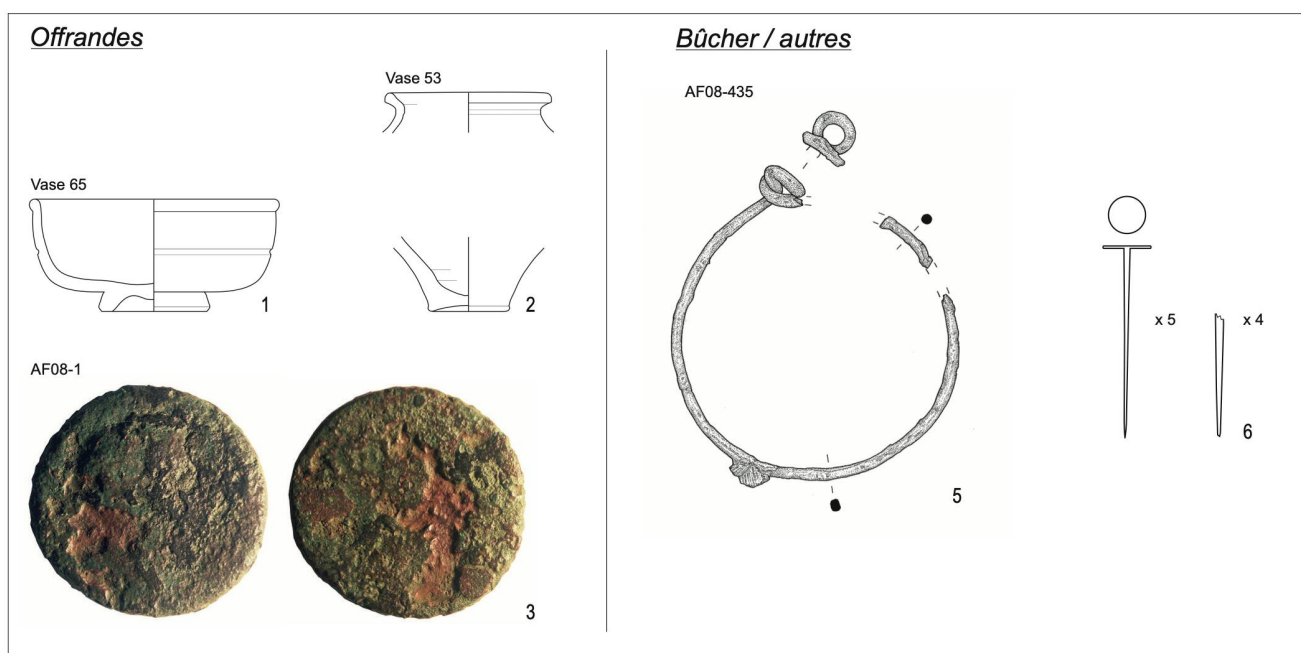 Offrandes
Vase 53
Vase 65
1
2
AF08-1
3
Bûcher / autres
AF08-435
5
x 5
x 4
6